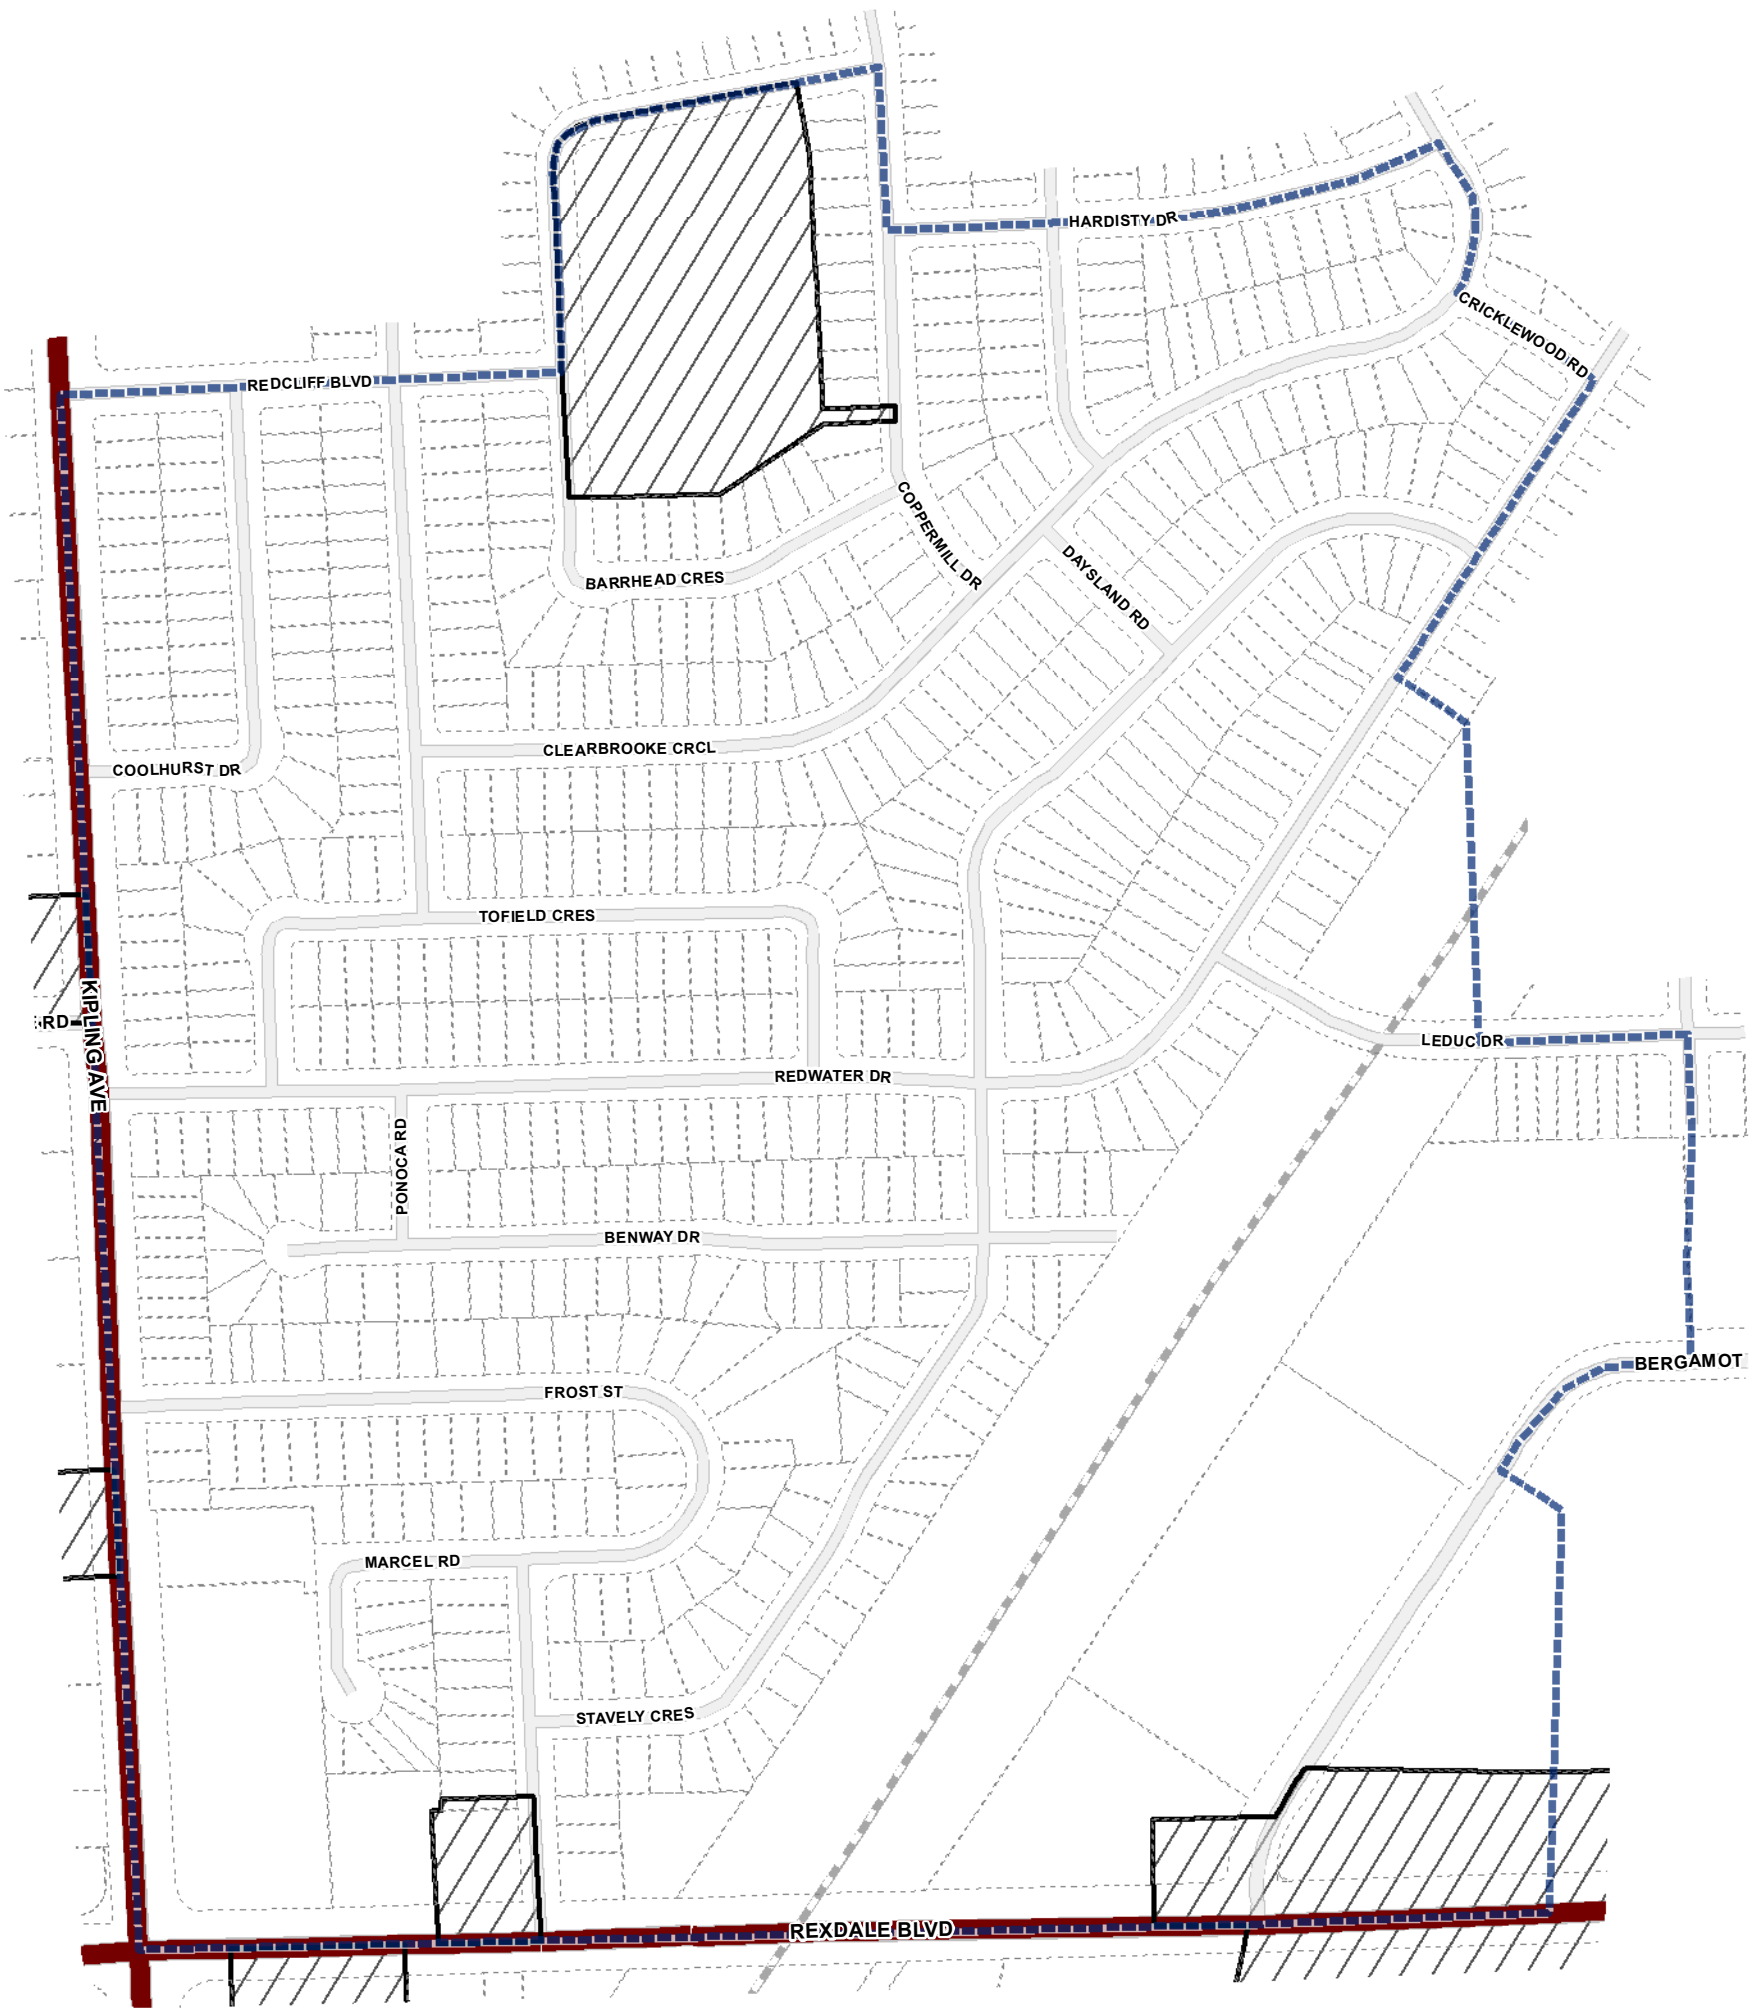 HARDISTY DR
CRICKLEWOOD RD
REDCLIFF BLVD
COPPERMILL DR
DAYSLAND RD
BARRHEAD CRES
CLEARBROOKE CRCL
COOLHURST DR
TOFIELD CRES
KIPLING AVE
RD
LEDUC DR
REDWATER DR
PONOCA RD
BENWAY DR
BERGAMOT
FROST ST
MARCEL RD
STAVELY CRES
REXDALE BLVD